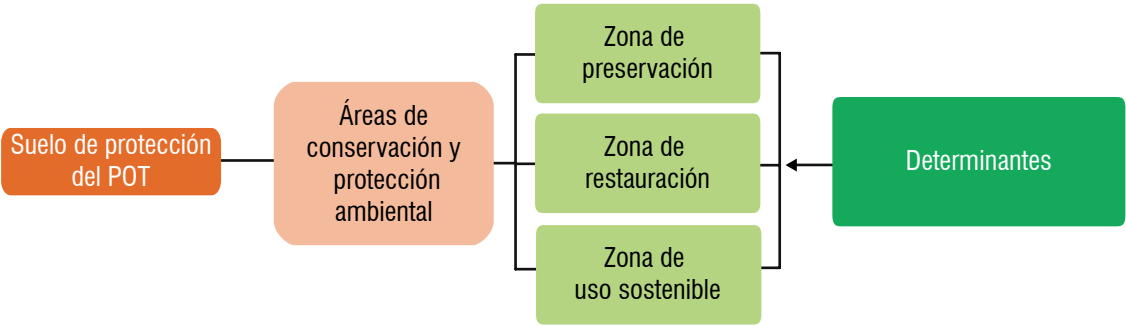 Suelo de protección
del POT
Áreas de
conservación y
protección
ambiental
Zona de
preservación
Zona de
restauración
Zona de
uso sostenible
Determinantes